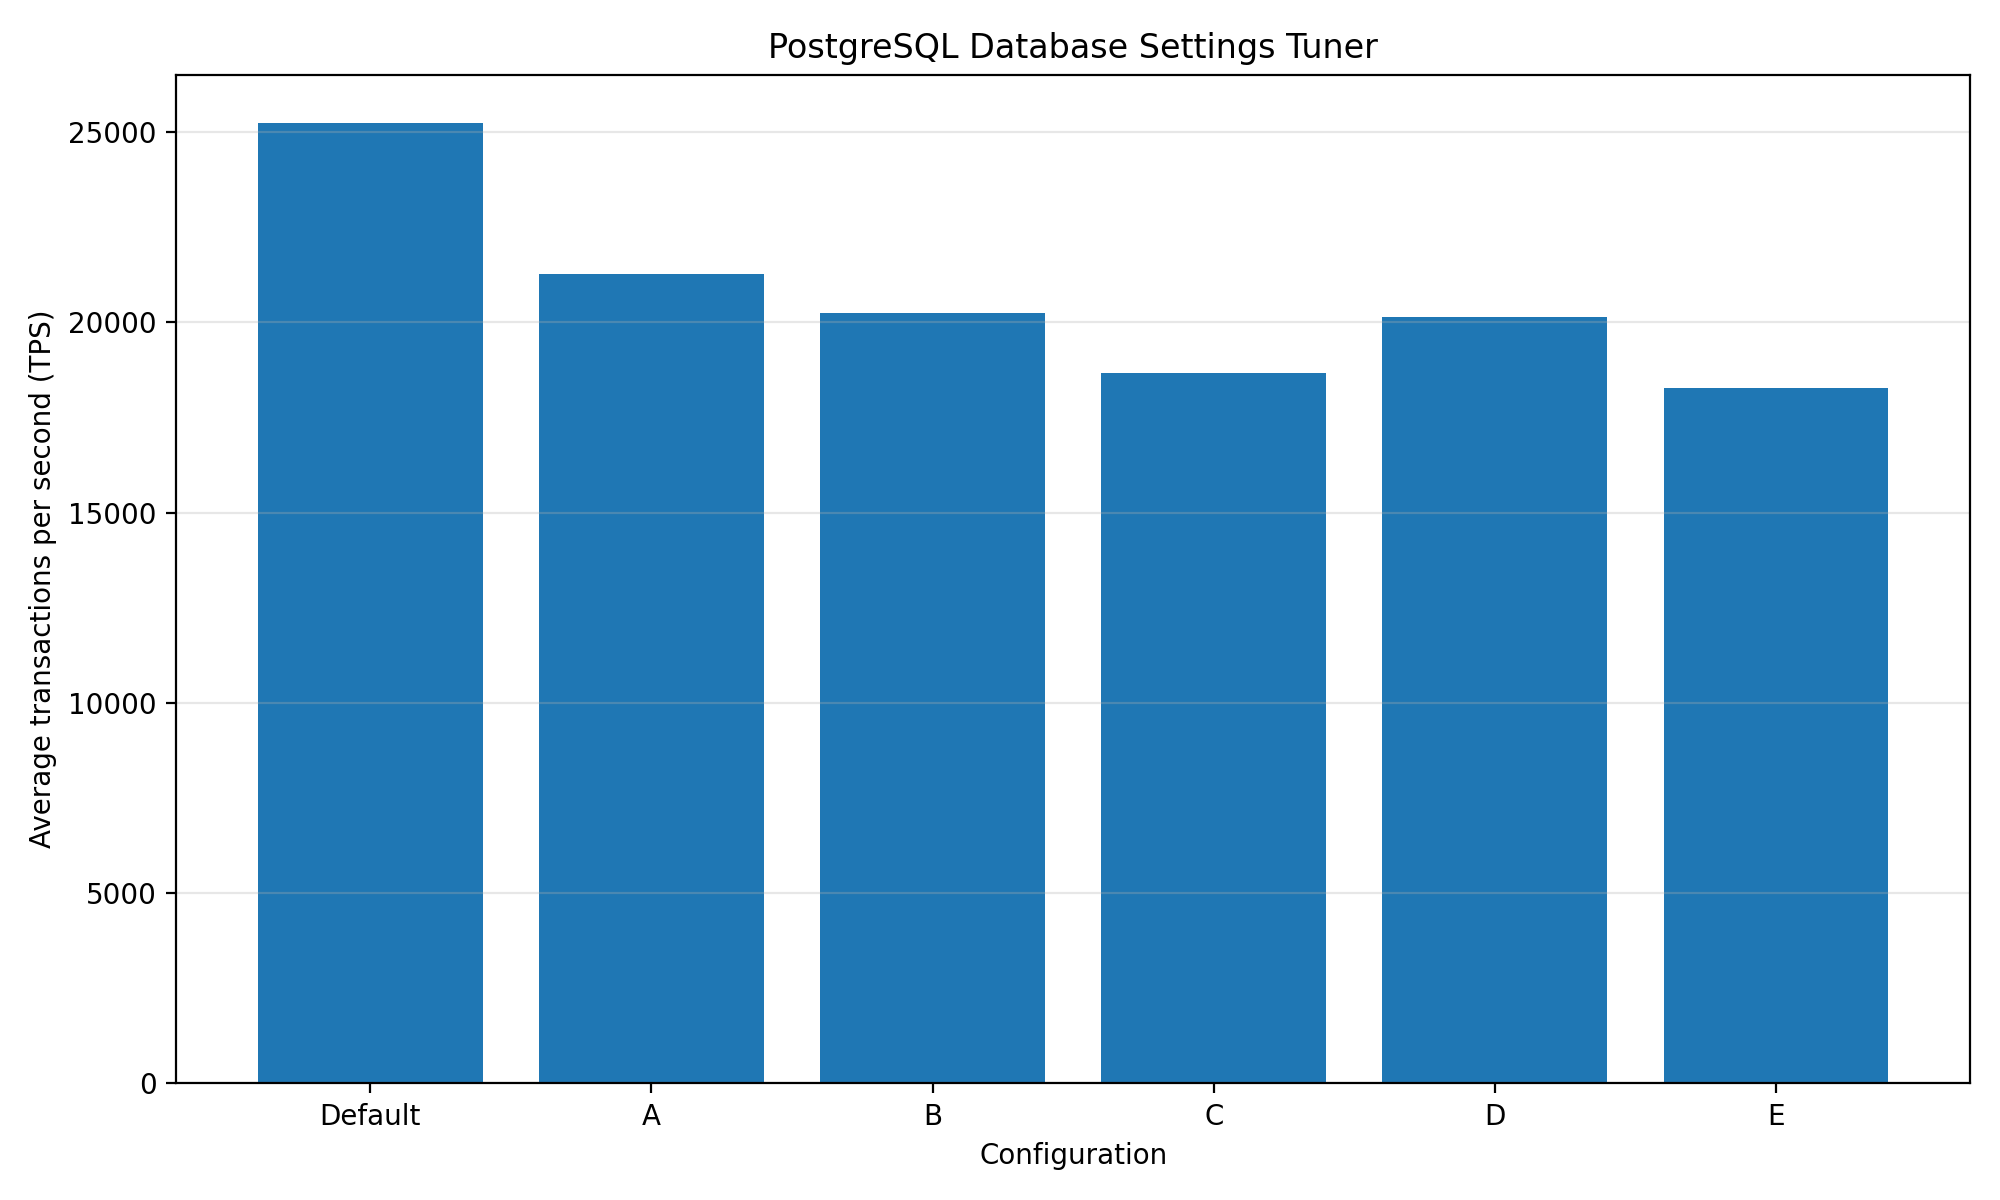 PostgreSQL Database Settings Tuner
Average transactions per second (TPS)
25000
20000
15000
10000
5000
0
Default
A
B
C
D
E
Configuration